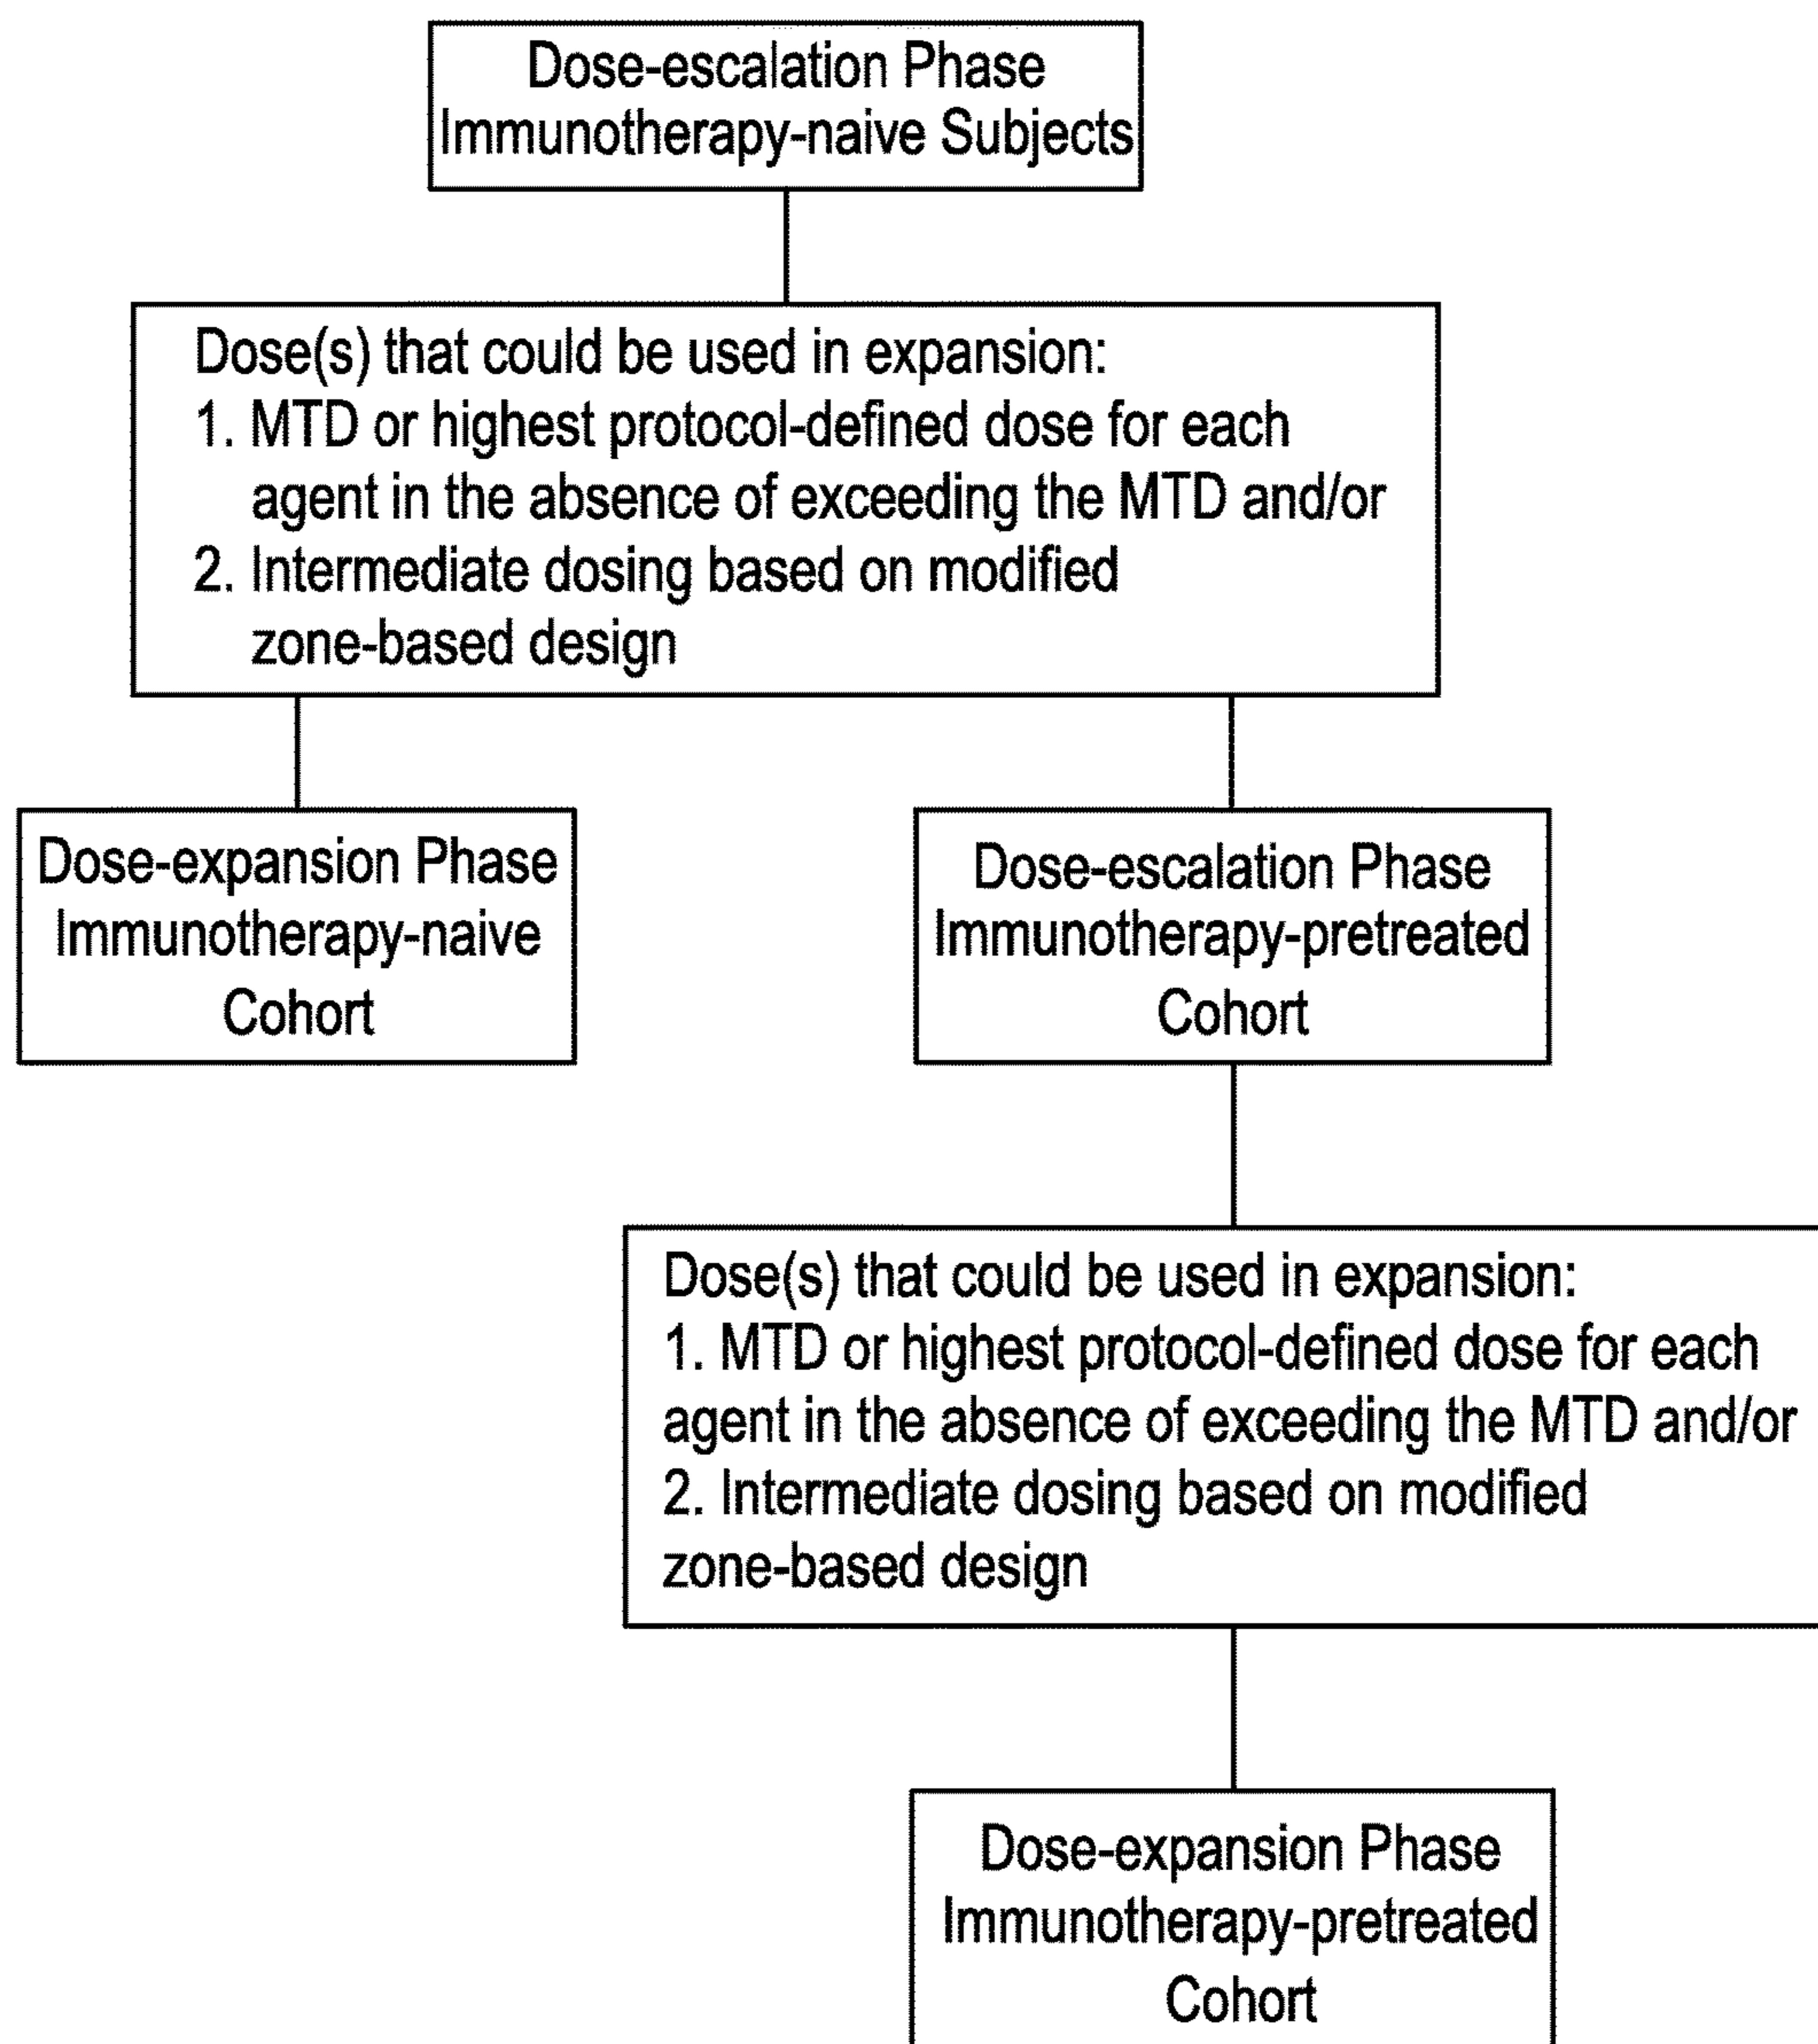 Dose-escalation Phase
Immunotherapy-naive Subjects
Dose(s) that could be used in expansion:
1. MTD or highest protocol-defined dose for each
agent in the absence of exceeding the MTD and/or
2. Intermediate dosing based on modified
zone-based design
Dose-expansion Phase
Immunotherapy-naive
Cohort
Dose-escalation Phase
Immunotherapy-pretreated
Cohort
Dose(s) that could be used in expansion:
1. MTD or highest protocol-defined dose for each
agent in the absence of exceeding the MTD and/or
2. Intermediate dosing based on modified
zone-based design
Dose-expansion Phase
Immunotherapy-pretreated
Cohort